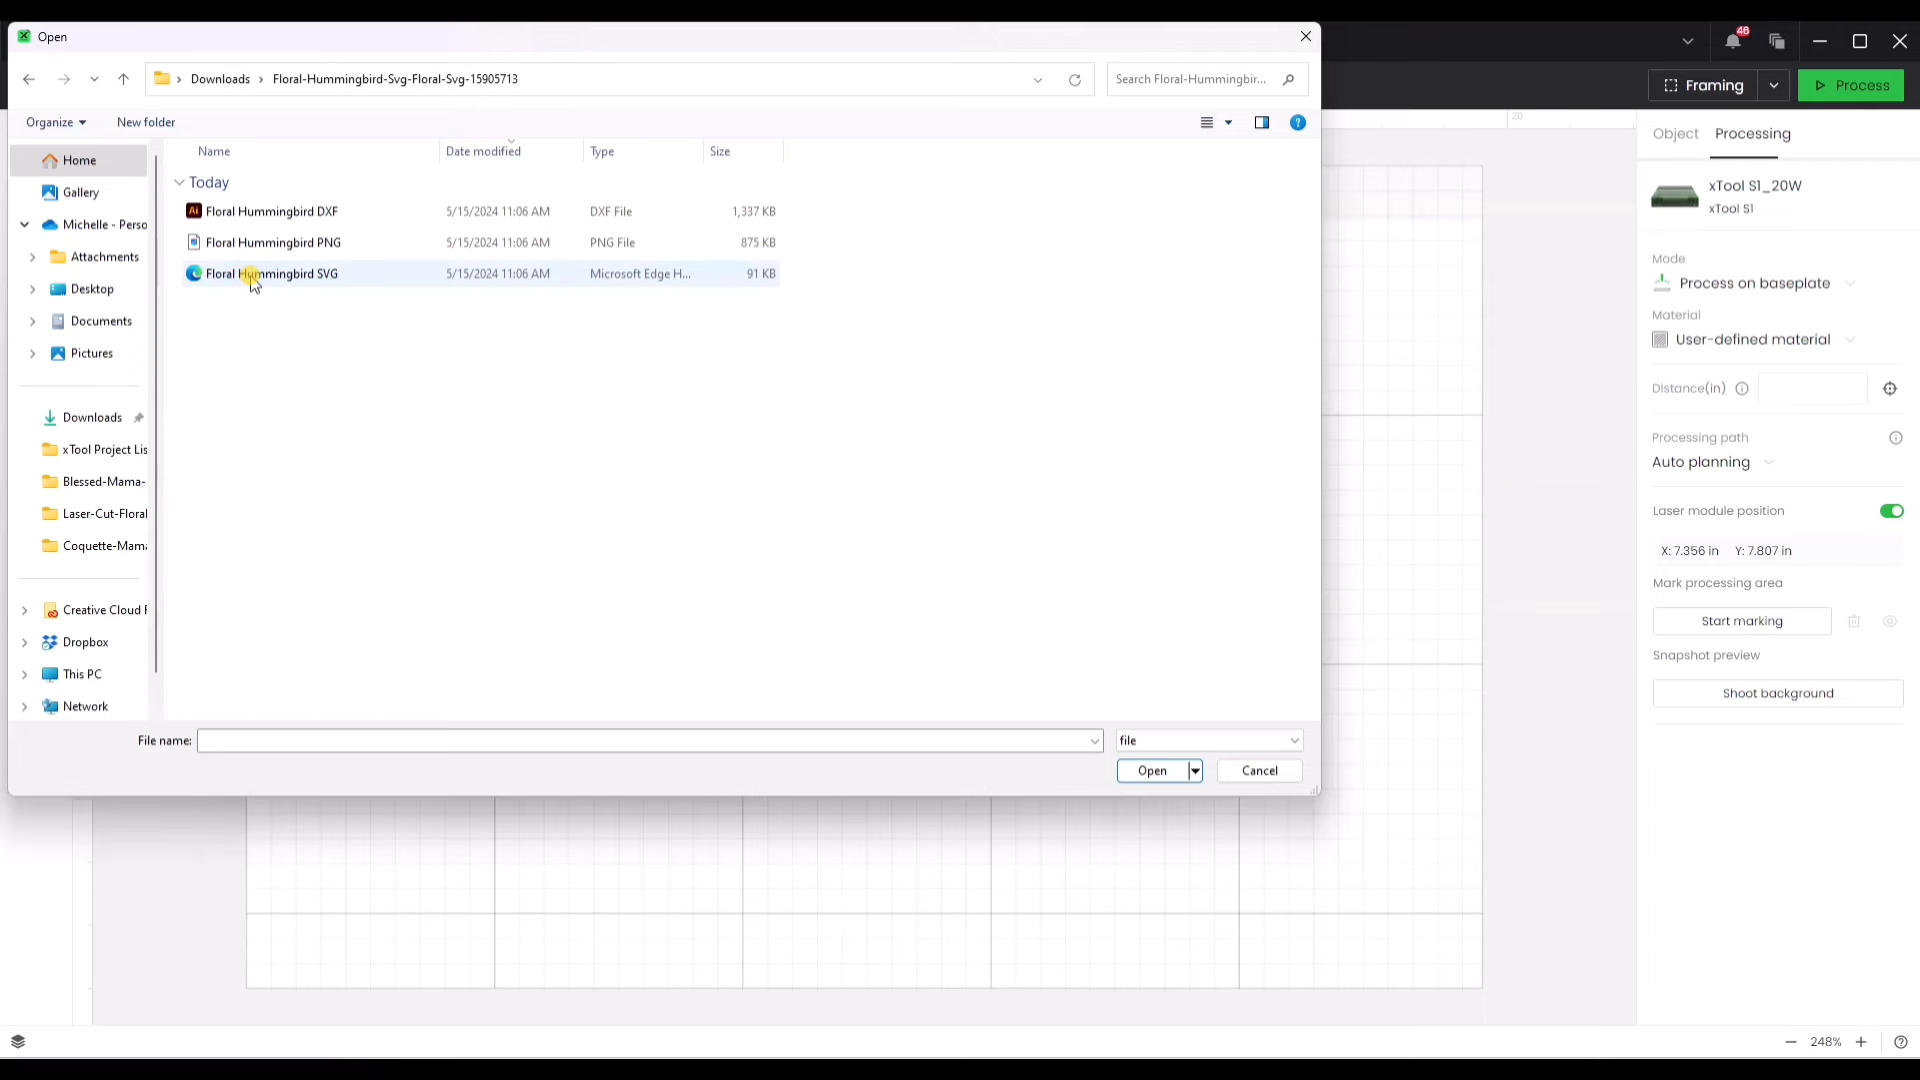 Open
46
Downloads > Floral-Hummingbird-Svg-Floral-Svg-15905713
Search Floral-Hummingbir...
Framing
Process
Organize
New folder
20
Object Processing
Name Date modified Type Size
Home
Gallery
Michelle - Perso
Attachments
Desktop
Documents
Pictures
Downloads
xTool Project Lis
Blessed-Mama-
Laser-Cut-Floral
Coquette-Mama
Creative Cloud F
Dropbox
This PC
Network
Today
Floral Hummingbird DXF 5/15/2024 11:06 AM DXF File 1,337 KB
Floral Hummingbird PNG 5/15/2024 11:06 AM PNG File 875 KB
Floral Hummingbird SVG 5/15/2024 11:06 AM Microsoft Edge H... 91 KB
File name:
file
Open
Cancel
xTool S1_20W
xTool S1
Mode
Process on baseplate
Material
User-defined material
Distance(in)
Processing path
Auto planning
Laser module position
X: 7.356 in Y: 7.807 in
Mark processing area
Start marking
Snapshot preview
Shoot background
248%